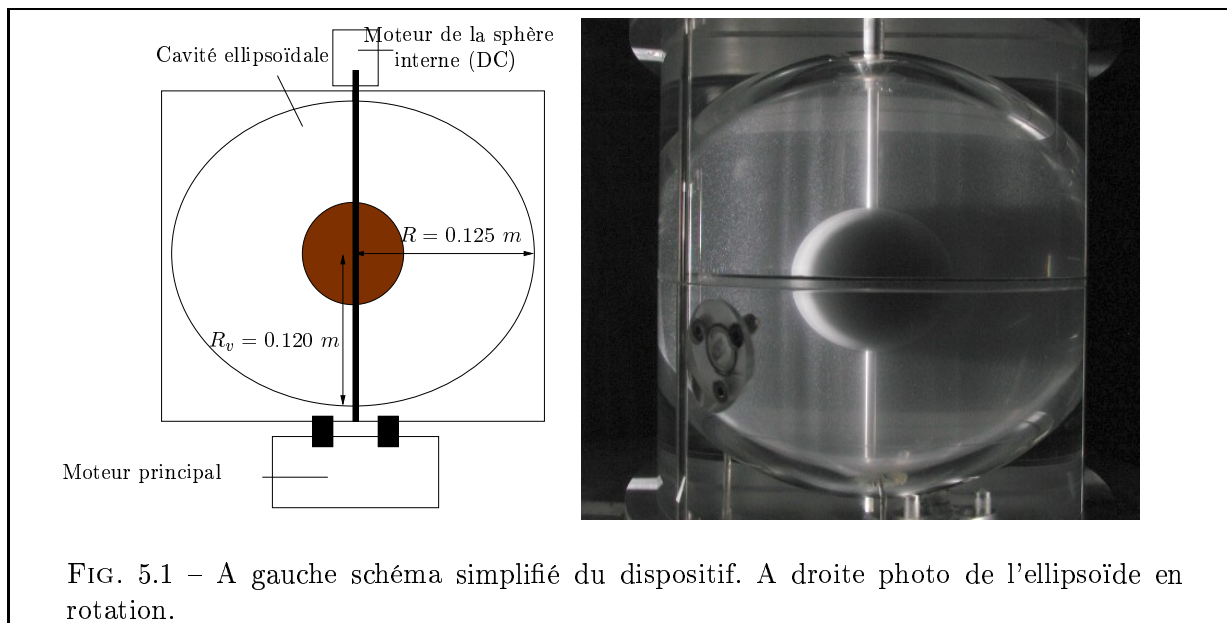 Moteur de la sphère
interne (DC)
Cavité ellipsoïdale
R = 0.125 m
R_v = 0.120 m
Moteur principal
FIG. 5.1 – A gauche schéma simplifié du dispositif. A droite photo de l'ellipsoïde en
rotation.